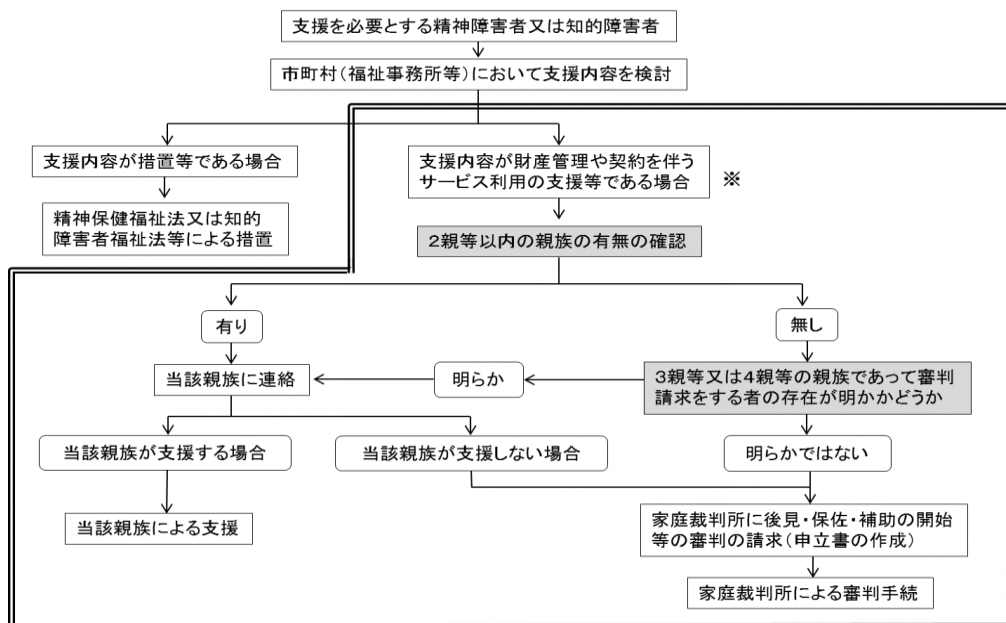 支援を必要とする精神障害者又は知的障害者
市町村(福祉事務所等)において支援内容を検討
支援内容が措置等である場合
支援内容が財産管理や契約を伴う
サービス利用の支援等である場合
※
精神保健福祉法又は知的
障害者福祉法等による措置
2親等以内の親族の有無の確認
有り
無し
当該親族に連絡
明らか
3親等又は4親等の親族であって審判
請求をする者の存在が明かかどうか
当該親族が支援する場合
当該親族が支援しない場合
明らかではない
当該親族による支援
家庭裁判所に後見・保佐・補助の開始
等の審判の請求(申立書の作成)
家庭裁判所による審判手続